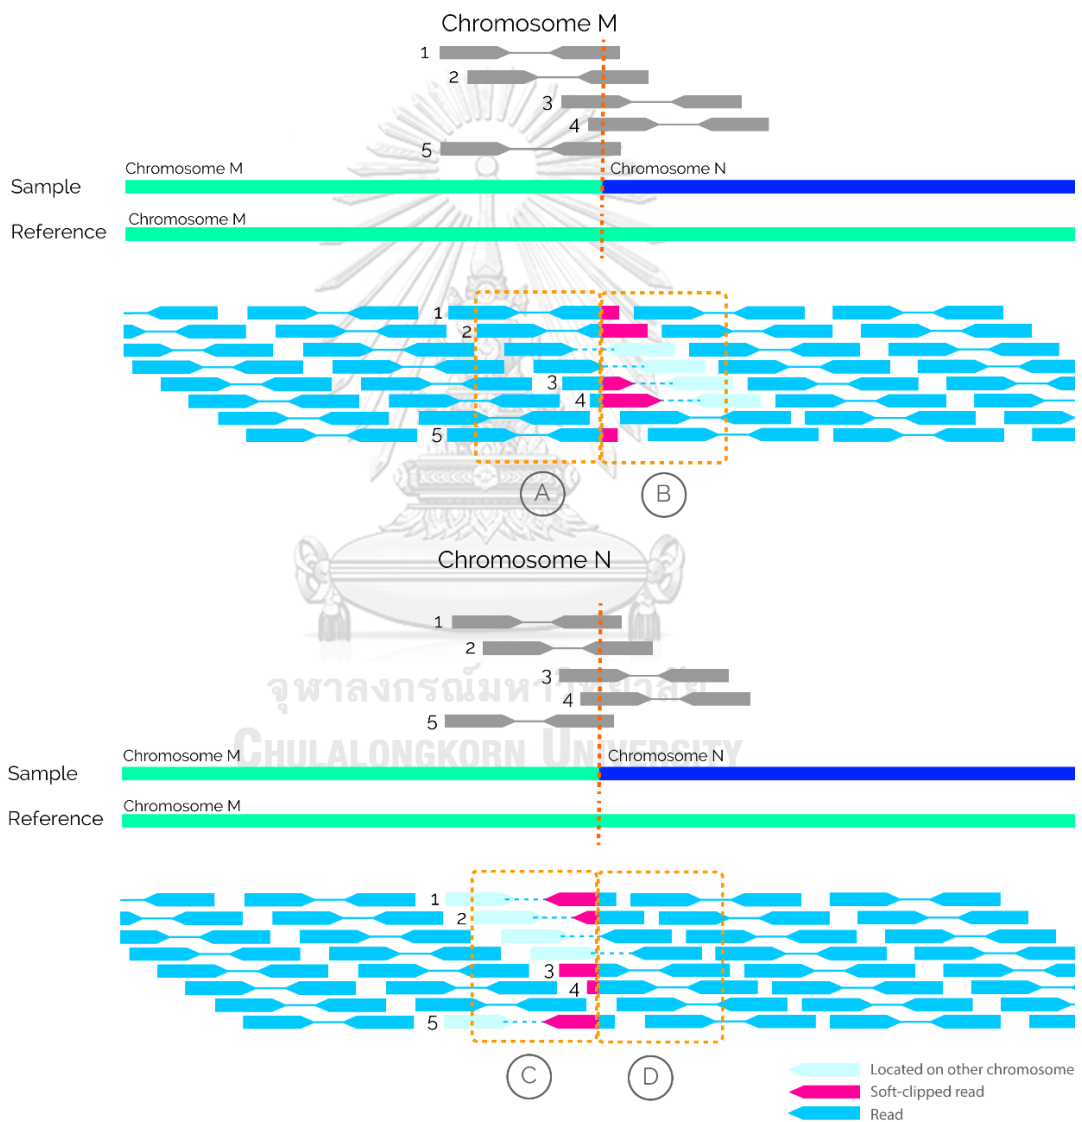 Chromosome M
1
2
3
4
5
Chromosome M
Chromosome N
Sample
Chromosome M
Reference
1
2
3
4
5
A
B
Chromosome N
1
2
3
4
5
จุฬาลงกรณ์มหาวิทยาลัย
CHULALONGKORN UNIVERSITY
Chromosome M
Chromosome N
Sample
Chromosome M
Reference
1
2
3
4
5
C
D
Located on other chromosome
Soft-clipped read
Read